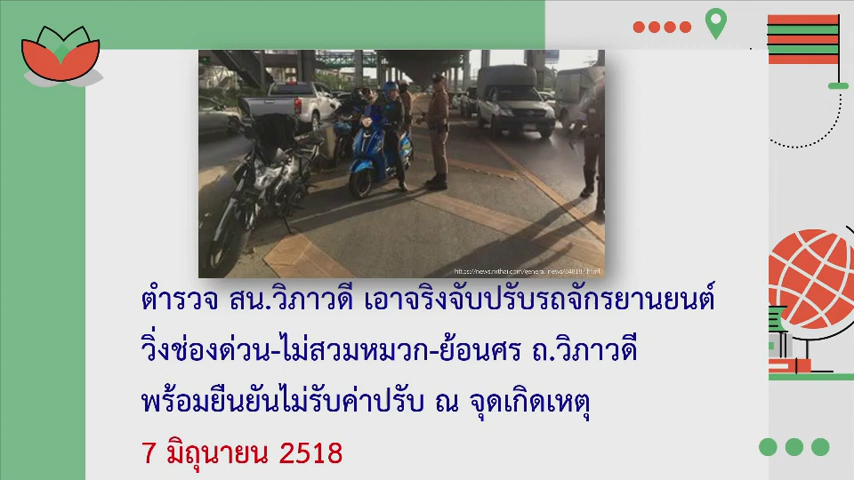 ตำรวจ สน.วิภาวดี เอาจริงจับปรับรถจักรยานยนต์
วิ่งช่องด่วน-ไม่สวมหมวก-ย้อนศร ถ.วิภาวดี
พร้อมยืนยันไม่รับค่าปรับ ณ จุดเกิดเหตุ
7 มิถุนายน 2518